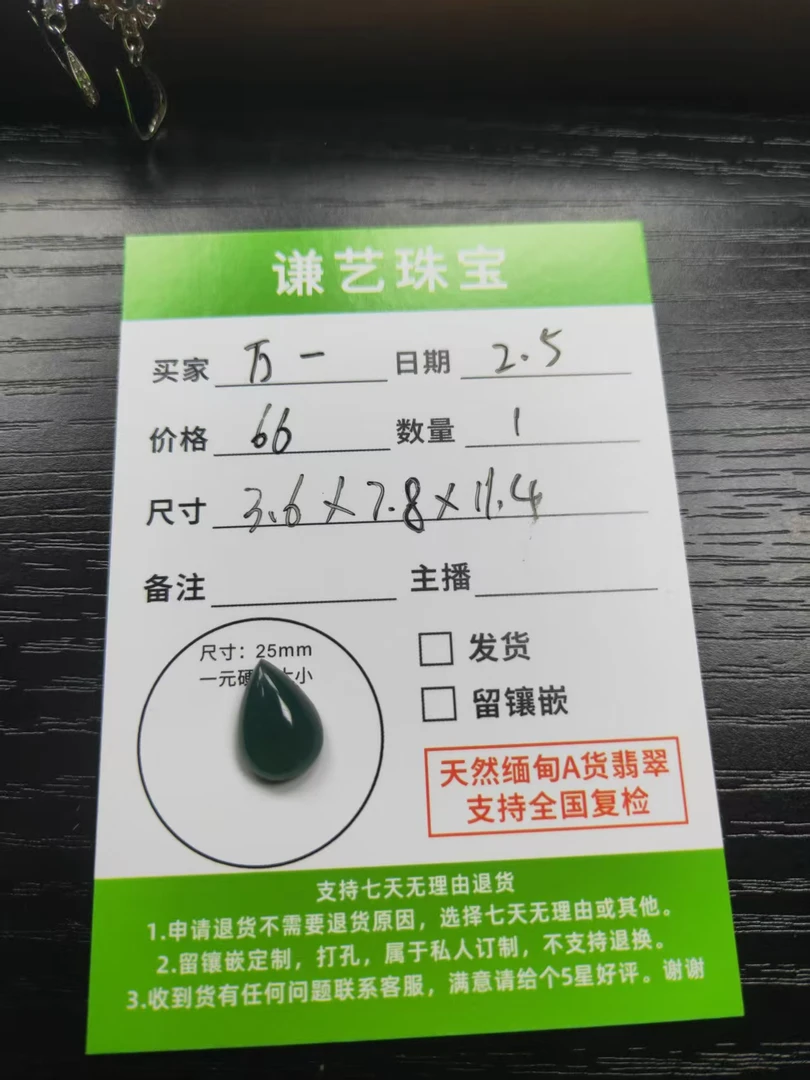 谦艺珠宝
买家 万一 日期 2.5
价格 66 数量 1
尺寸 3.6×7.8×11.4
备注 主播
尺寸：25mm
一元硬 大小
发货
留镶嵌
天然缅甸A货翡翠
支持全国复检
支持七天无理由退货
1.申请退货不需要退货原因，选择七天无理由或其他。
2.留镶嵌定制，打孔，属于私人订制，不支持退换。
3.收到货有任何问题联系客服，满意请给个5星好评。谢谢